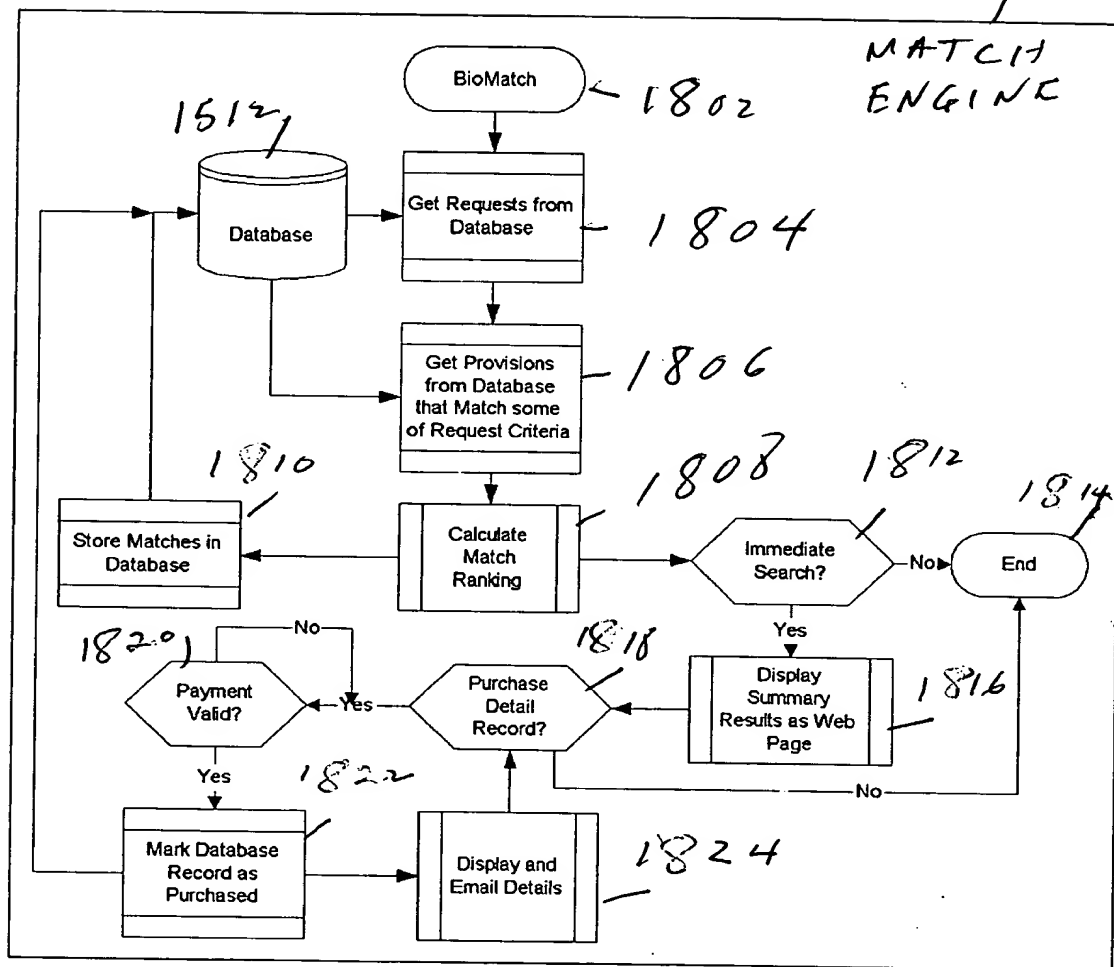 MATCH
ENGINE
BioMatch
1802
1512
Database
Get Requests from
Database
1804
Get Provisions
from Database
that Match some
of Request Criteria
1806
1810
Store Matches in
Database
1808
Calculate
Match
Ranking
1812
Immediate
Search?
No
1814
End
Yes
No
1820
Payment
Valid?
Yes
1818
Purchase
Detail
Record?
Display
Summary
Results as Web
Page
1816
Yes
1822
No
Mark Database
Record as
Purchased
Display and
Email Details
1824